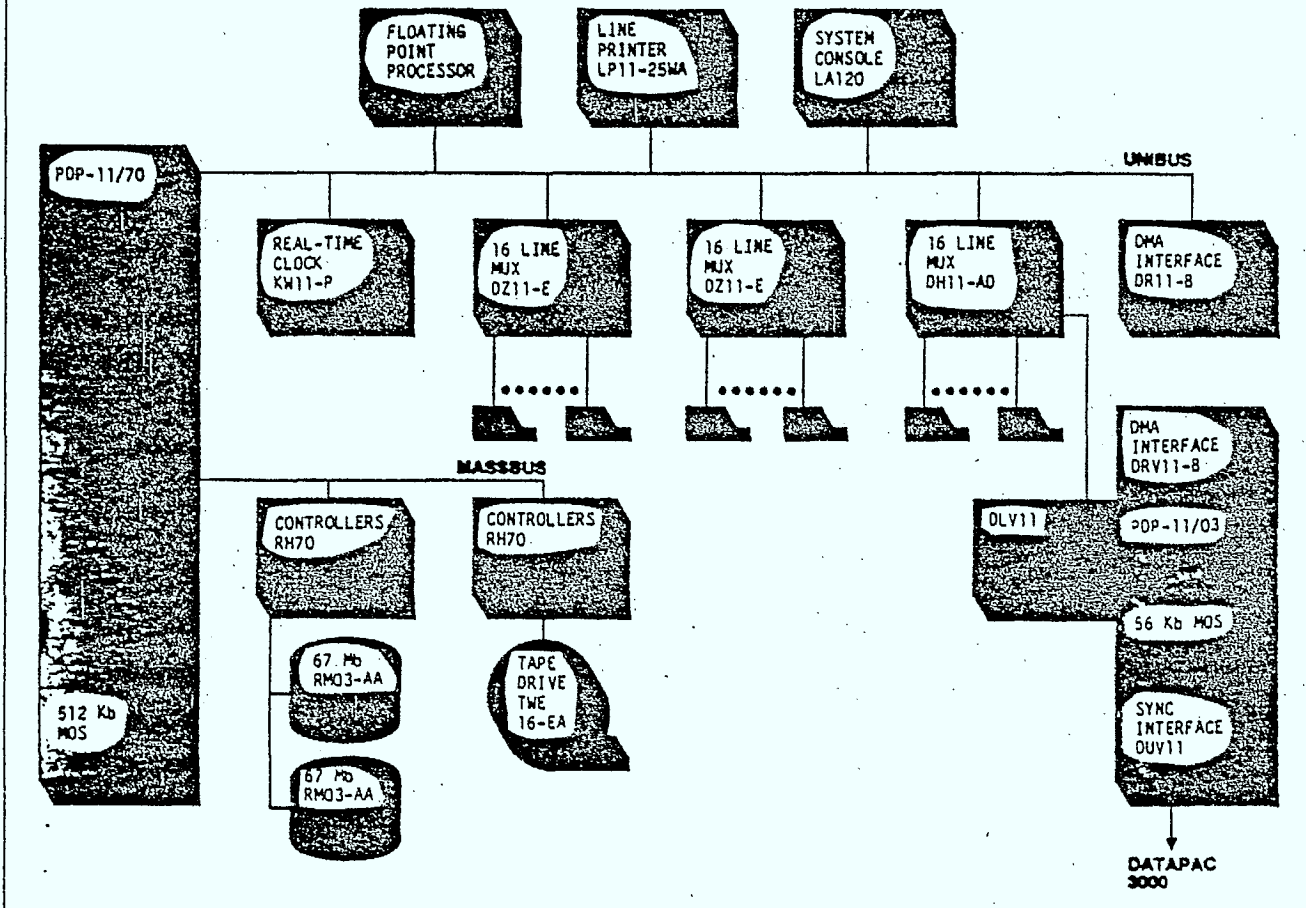 FLOATING
POINT
PROCESSOR
LINE
PRINTER
LP11-25WA
SYSTEM
CONSOLE
LA120
UNIBUS
PDP-11/70
REAL-TIME
CLOCK
KW11-P
16 LINE
MUX
DZ11-E
16 LINE
MUX
DZ11-E
16 LINE
MUX
DH11-AD
DMA
INTERFACE
DR11-B
MASSBUS
CONTROLLERS
RH70
CONTROLLERS
RH70
DLV11
DMA
INTERFACE
DRV11-B
PDP-11/03
56 Kb MOS
SYNC
INTERFACE
DUV11
67 Mb
RM03-AA
TAPE
DRIVE
TWE
16-EA
512 Kb
MOS
67 Mb
RM03-AA
DATAPAC
3000